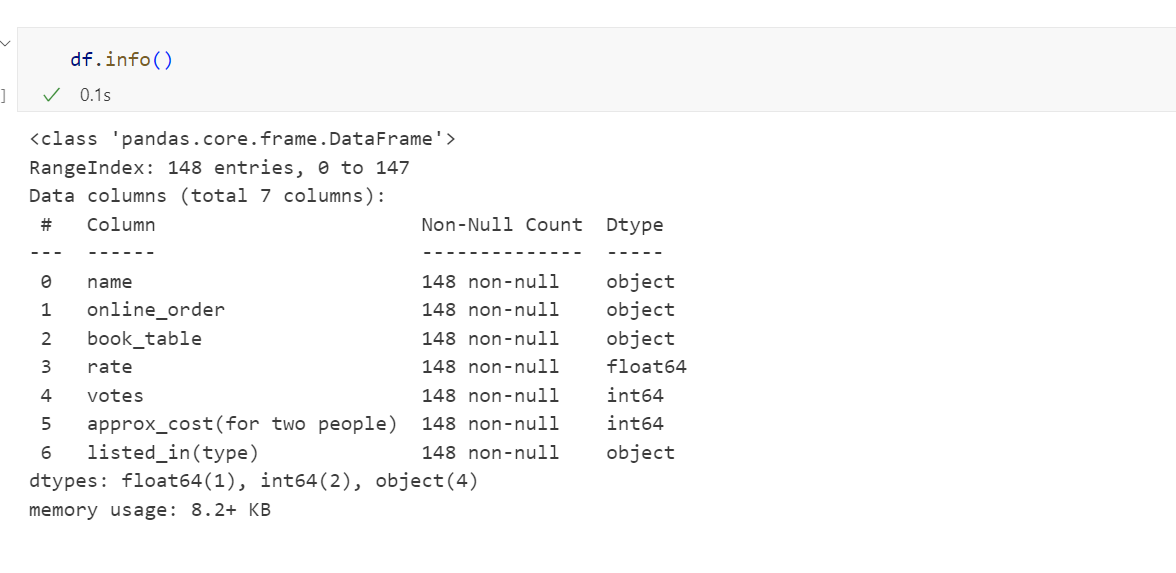 df.info()
]
0.1s
<class 'pandas.core.frame.DataFrame'>
RangeIndex: 148 entries, 0 to 147
Data columns (total 7 columns):
 #   Column                       Non-Null Count  Dtype
---  ------                       --------------  -----
 0   name                         148 non-null    object
 1   online_order                 148 non-null    object
 2   book_table                   148 non-null    object
 3   rate                         148 non-null    float64
 4   votes                        148 non-null    int64
 5   approx_cost(for two people)  148 non-null    int64
 6   listed_in(type)              148 non-null    object
dtypes: float64(1), int64(2), object(4)
memory usage: 8.2+ KB